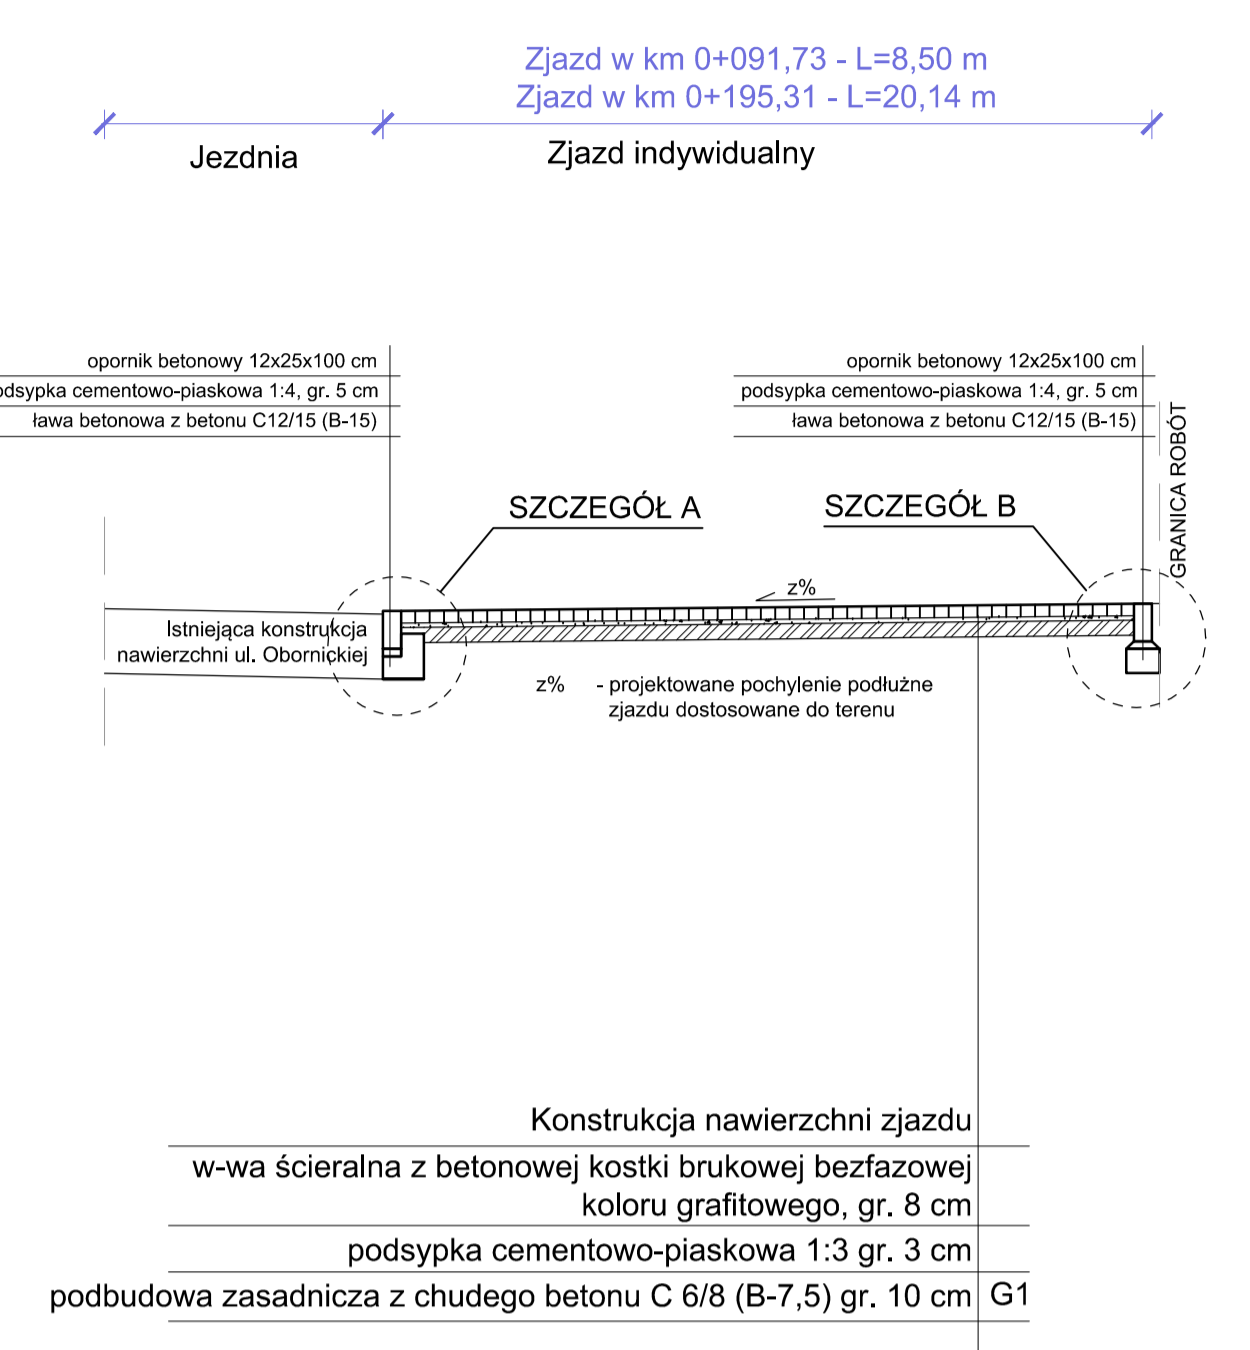 Zjazd w km 0+091,73 - L=8,50 m
Zjazd w km 0+195,31 - L=20,14 m
Jezdnia
Zjazd indywidualny
opornik betonowy 12x25x100 cm
odsypka cementowo-piaskowa 1:4, gr. 5 cm
ława betonowa z betonu C12/15 (B-15)
opornik betonowy 12x25x100 cm
podsypka cementowo-piaskowa 1:4, gr. 5 cm
ława betonowa z betonu C12/15 (B-15)
GRANICA ROBÓT
SZCZEGÓŁ A
SZCZEGÓŁ B
z%
Istniejąca konstrukcja
nawierzchni ul. Obornickiej
z% - projektowane pochylenie podłużne
zjazdu dostosowane do terenu
Konstrukcja nawierzchni zjazdu
w-wa ścieralna z betonowej kostki brukowej bezfazowej
koloru grafitowego, gr. 8 cm
podsypka cementowo-piaskowa 1:3 gr. 3 cm
podbudowa zasadnicza z chudego betonu C 6/8 (B-7,5) gr. 10 cm G1